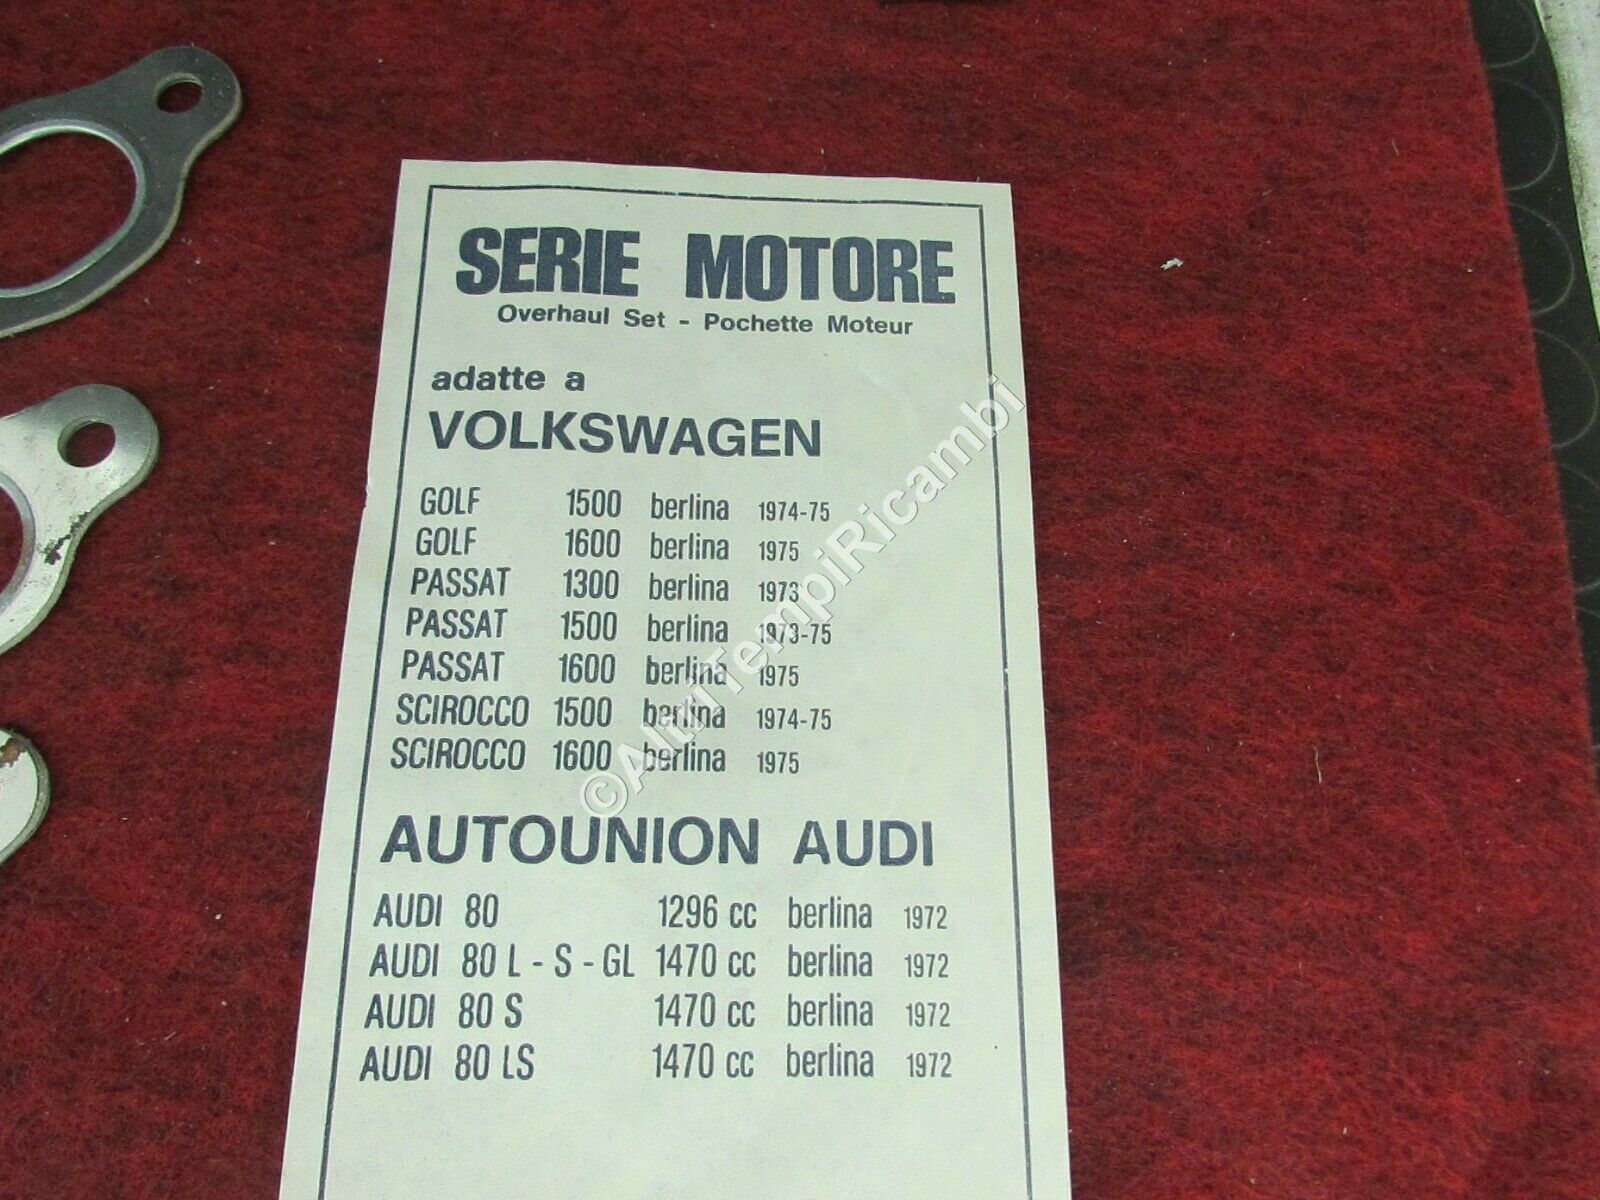 SERIE MOTORE
Overhaul Set - Pochette Moteur
adatte a
VOLKSWAGEN
GOLF 1500 berlina 1974-75
GOLF 1600 berlina 1975
PASSAT 1300 berlina 1973
PASSAT 1500 berlina 1973-75
PASSAT 1600 berlina 1975
SCIROCCO 1500 berlina 1974-75
SCIROCCO 1600 berlina 1975
AUTOUNION AUDI
AUDI 80 1296 cc berlina 1972
AUDI 80 L - S - GL 1470 cc berlina 1972
AUDI 80 S 1470 cc berlina 1972
AUDI 80 LS 1470 cc berlina 1972
©AltriTempiRicambi